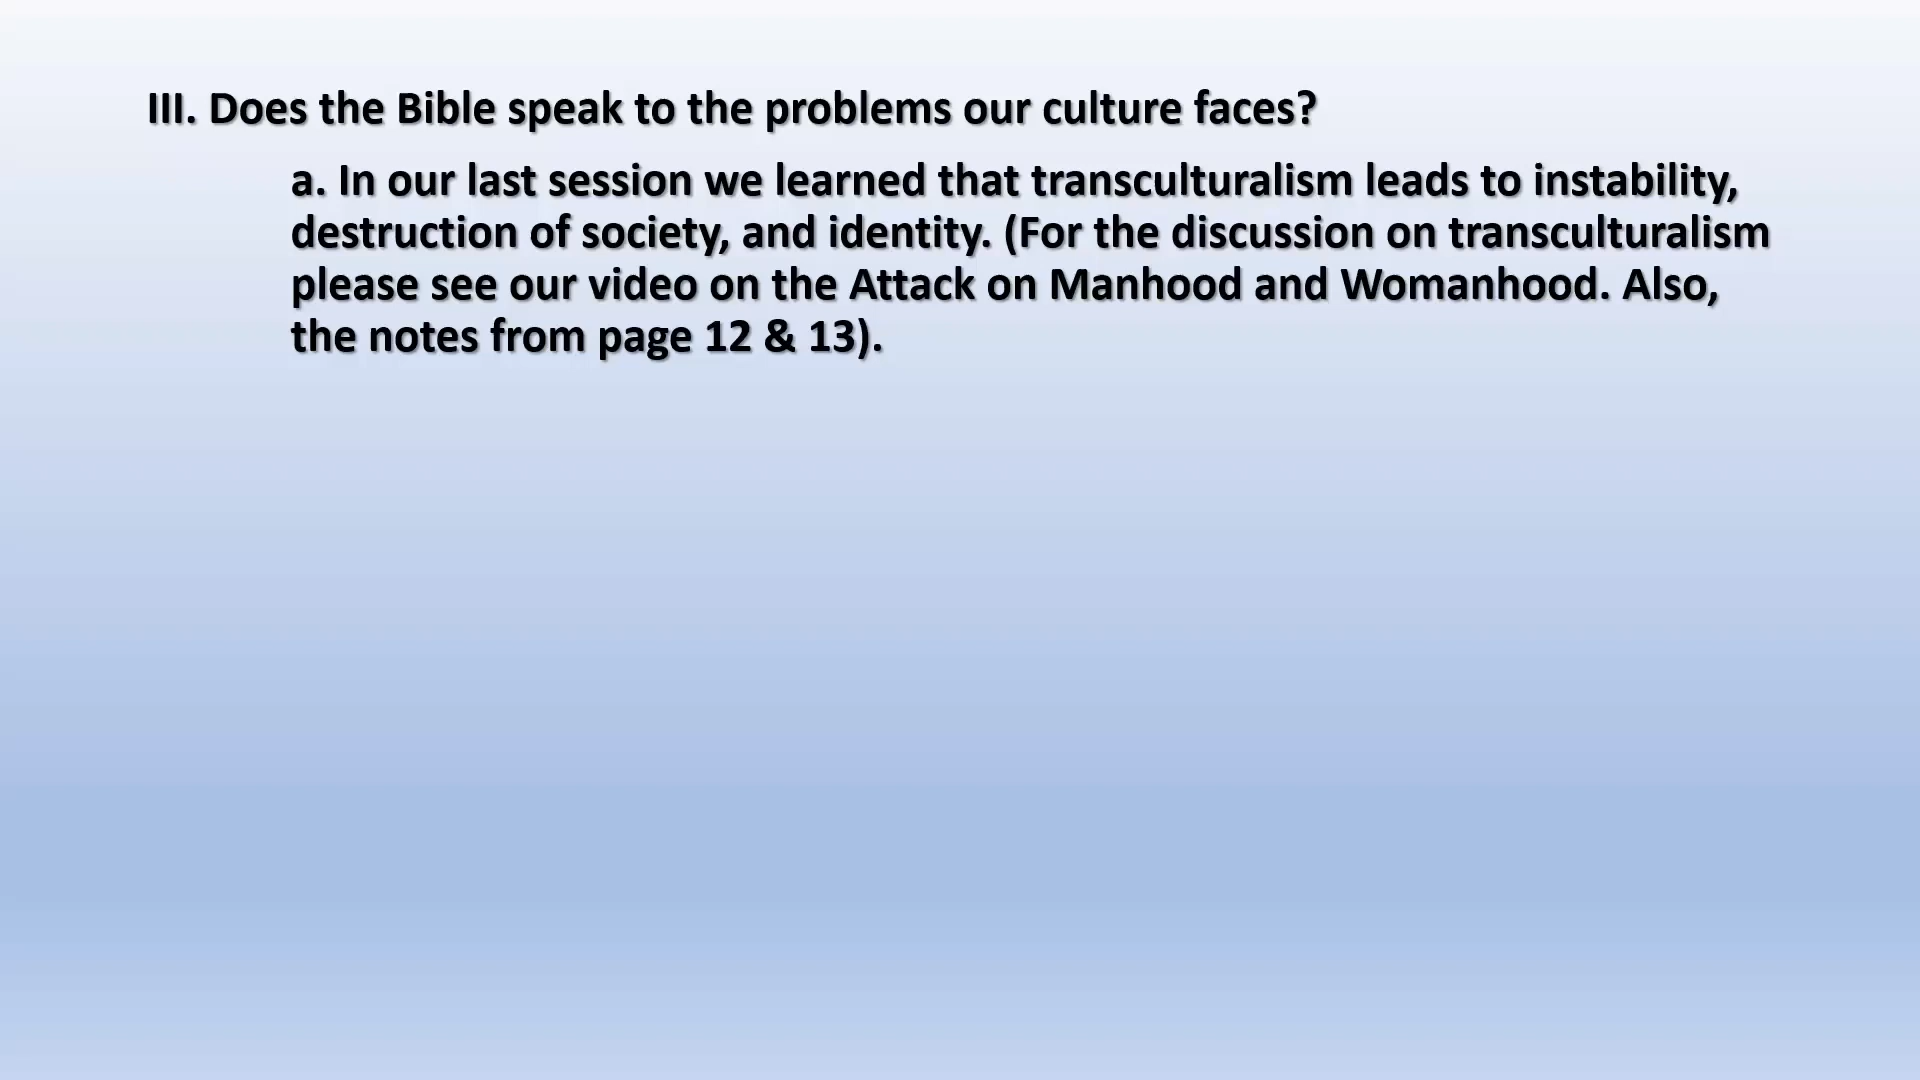 III. Does the Bible speak to the problems our culture faces?
a. In our last session we learned that transculturalism leads to instability,
destruction of society, and identity. (For the discussion on transculturalism
please see our video on the Attack on Manhood and Womanhood. Also,
the notes from page 12 & 13).